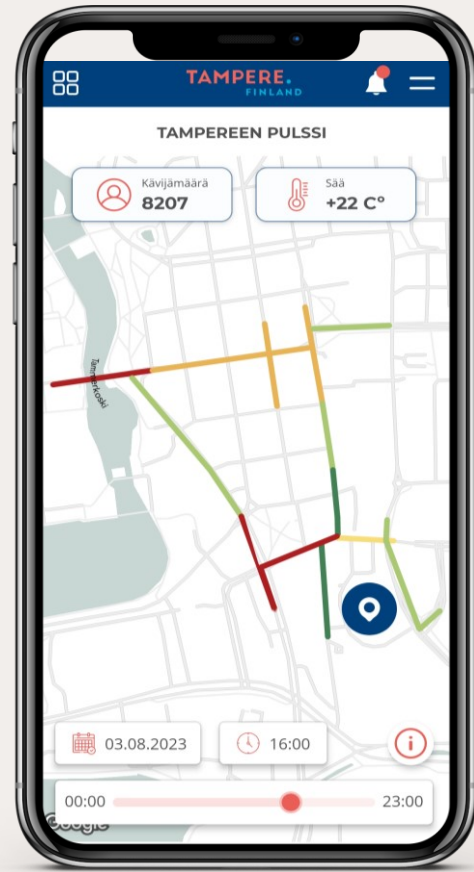 TAMPERE.
FINLAND
TAMPEREEN PULSSI
Kävijämäärä
8207
Sää
+22 C°
Tammerkoski
03.08.2023
16:00
00:00
23:00
Google